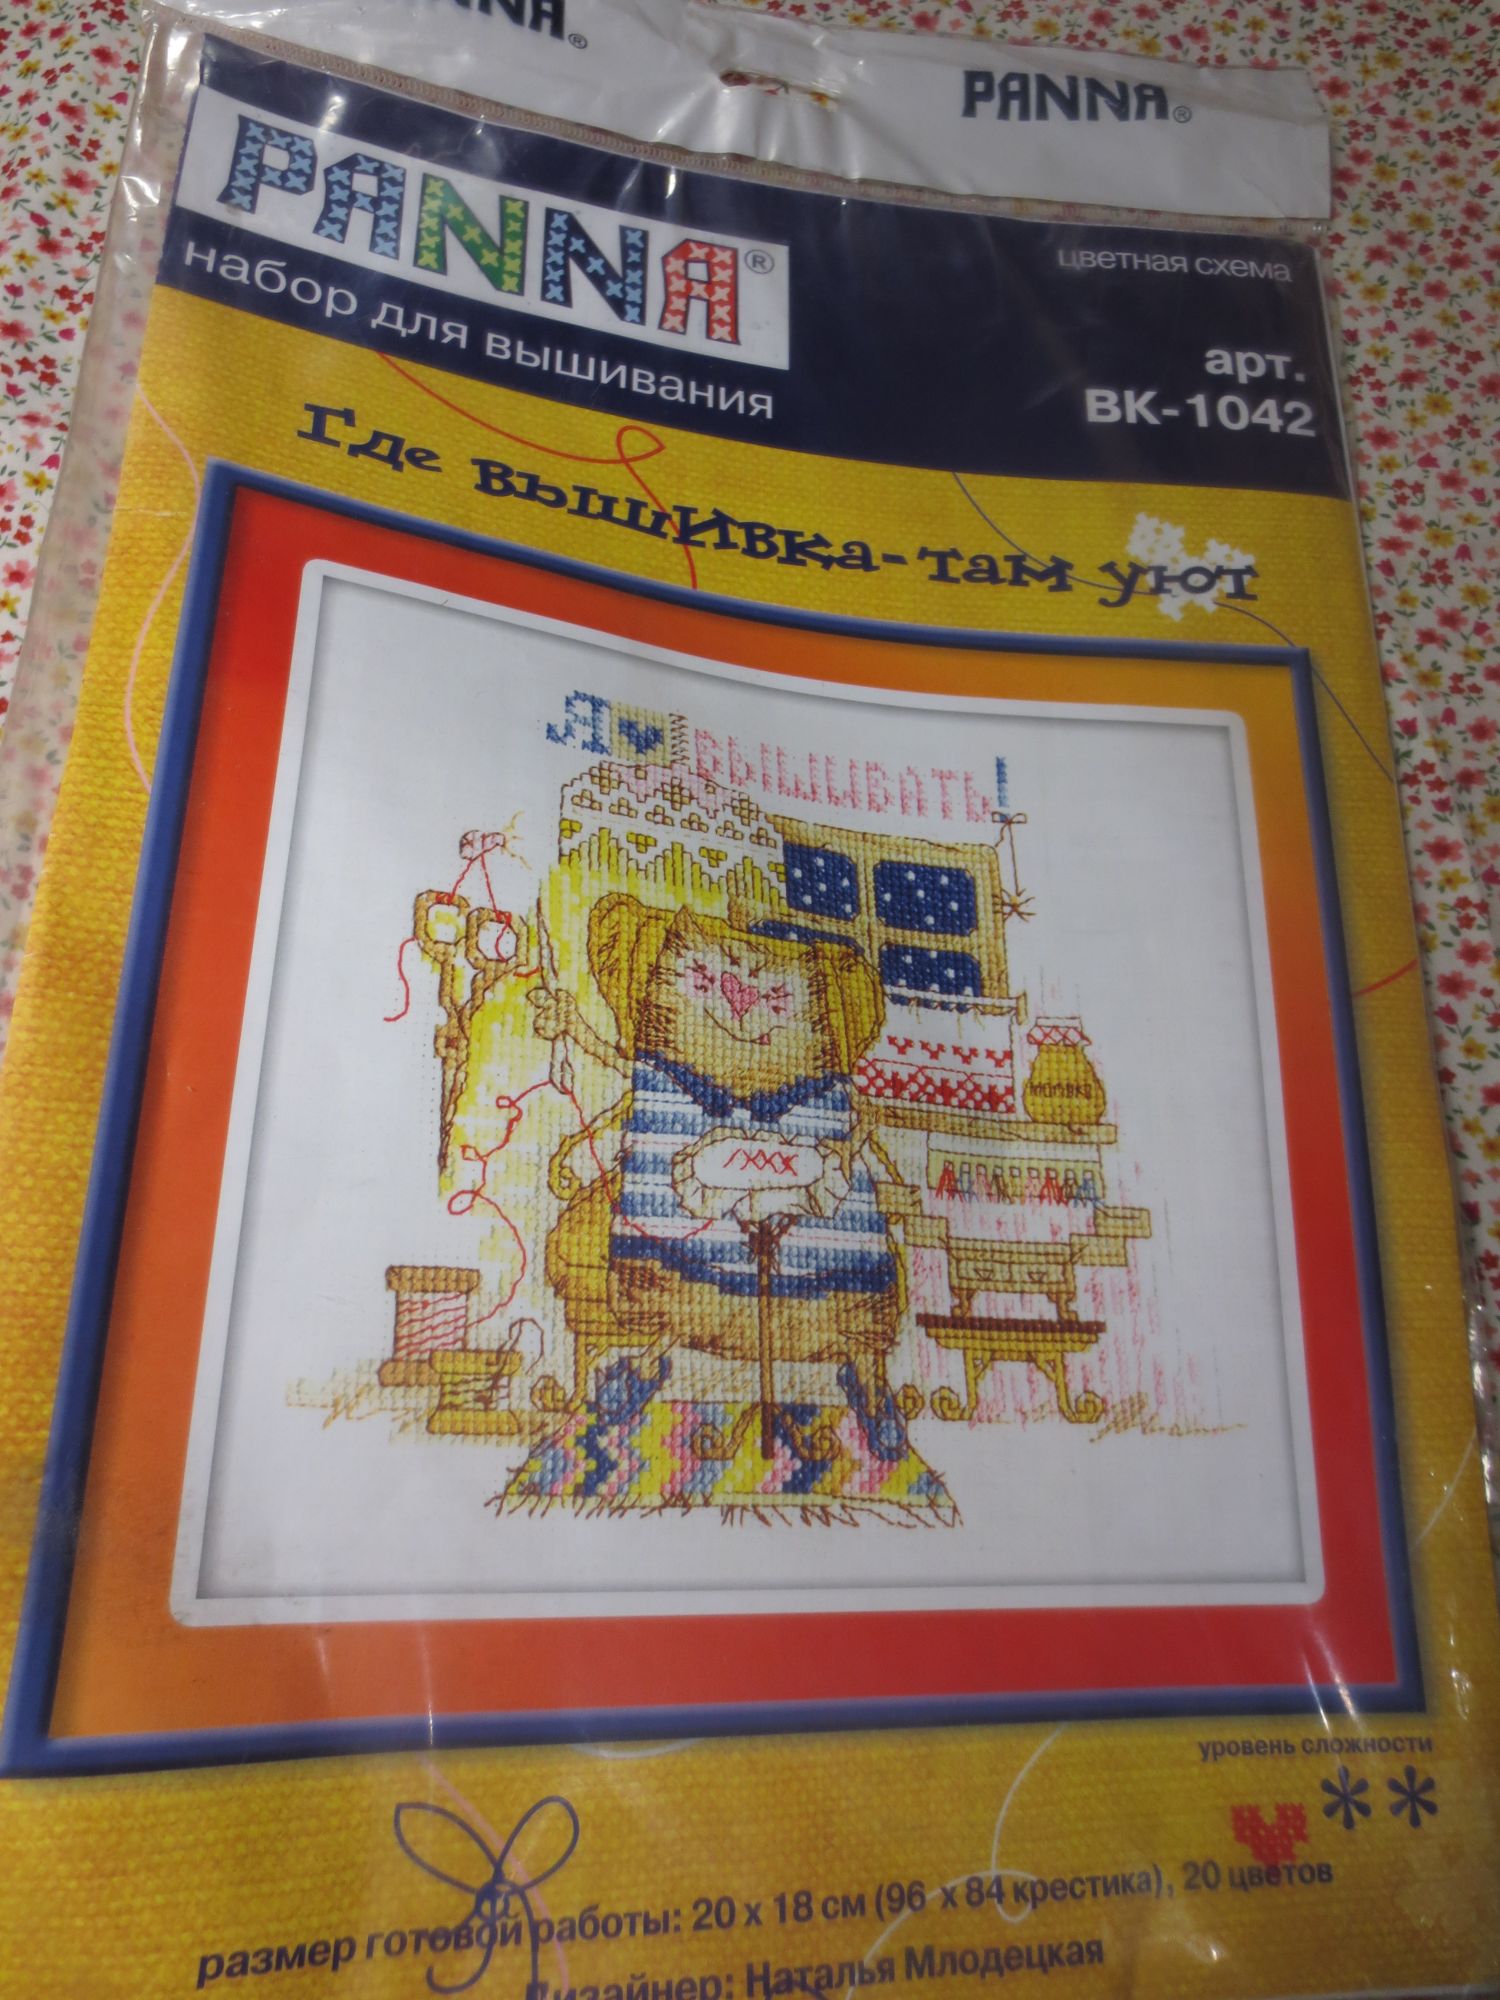 PANNA®
PANNA®
цветная схема
набор для вышивания
арт.
ВК-1042
Где вышивка-там уют
Я ВЫШИВАТЬ!
уровень сложности
**
размер готовой работы: 20 х 18 см (96 х 84 крестика), 20 цветов
Дизайнер: Наталья Млодецкая